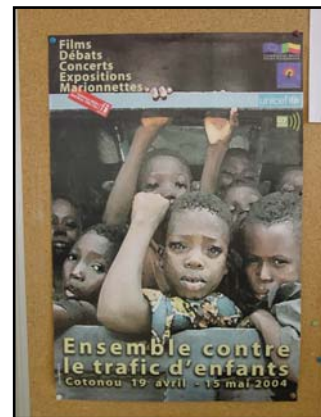 Films
Débats
Concerts
Expositions
Marionnettes
unicef
Ensemble contre
le trafic d'enfants
Cotonou 19 avril - 15 mai 2004